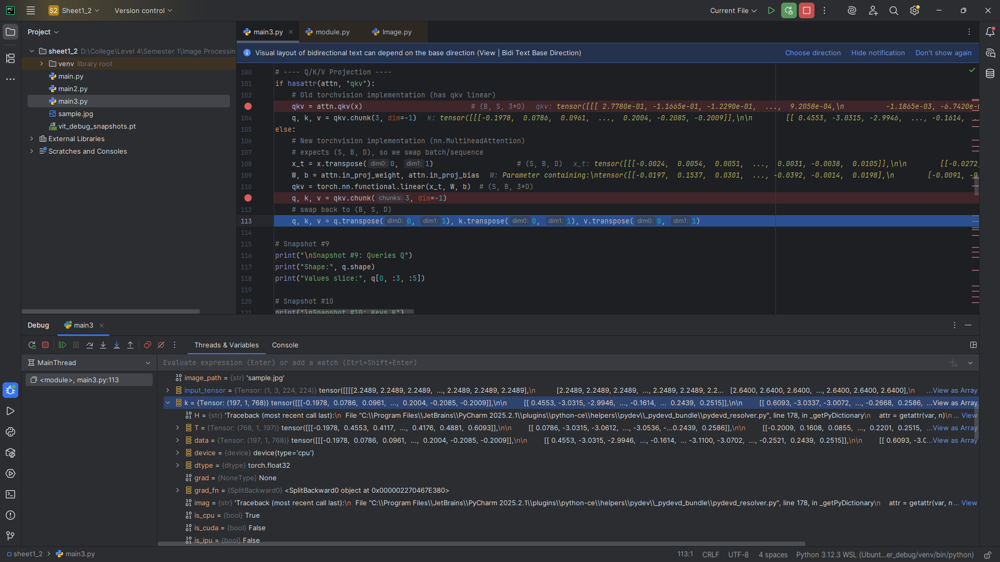 PC
S2 Sheet1_2
Version control
Current File
Project
main3.py
module.py
Image.py
sheet1_2 D:\College\Level 4\Semester 1\Image Processin
venv library root
main.py
main2.py
main3.py
sample.jpg
vit_debug_snapshots.pt
External Libraries
Scratches and Consoles
Visual layout of bidirectional text can depend on the base direction (View | Bidi Text Base Direction)
Choose direction Hide notification Don't show again
100 # ---- Q/K/V Projection ----
101 if hasattr(attn, "qkv"):
102 # Old torchvision implementation (has qkv linear)
qkv = attn.qkv(x) # (B, S, 3*D) qkv: tensor([[[ 2.7780e-01, -1.1665e-01, -1.2290e-01, ..., 9.2058e-04,\n -1.1865e-03, -6.7420e-0
104 q, k, v = qkv.chunk(3, dim=-1) k: tensor([[[-0.1978, 0.0786, 0.0961, ..., 0.2004, -0.2085, -0.2009]],\n\n [[ 0.4553, -3.0315, -2.9946, ..., -0.1614,
105 else:
106 # New torchvision implementation (nn.MultiheadAttention)
107 # expects (S, B, D), so we swap batch/sequence
108 x_t = x.transpose( dim0: 0, dim1: 1) # (S, B, D) x_t: tensor([[[-0.0024, 0.0054, 0.0051, ..., 0.0031, -0.0038, 0.0105]],\n\n [[-0.0272,
109 W, b = attn.in_proj_weight, attn.in_proj_bias W: Parameter containing:\ntensor([[-0.0197, 0.1537, 0.0301, ..., -0.0392, -0.0014, 0.0198],\n [-0.0091, -0
110 qkv = torch.nn.functional.linear(x_t, W, b) # (S, B, 3*D)
q, k, v = qkv.chunk( chunks: 3, dim=-1)
112 # swap back to (B, S, D)
113 q, k, v = q.transpose( dim0: 0, dim1: 1), k.transpose( dim0: 0, dim1: 1), v.transpose( dim0: 0, dim1: 1)
114
115 # Snapshot #9
116 print("\nSnapshot #9: Queries Q")
117 print("Shape:", q.shape)
118 print("Values slice:", q[0, :3, :5])
119
120 # Snapshot #10
121 print("\nSnapshot #10: Keys K")
Debug
main3
Threads & Variables
Console
MainThread
Evaluate expression (Enter) or add a watch (Ctrl+Shift+Enter)
<module>, main3.py:113
image_path = {str} 'sample.jpg'
input_tensor = {Tensor: (1, 3, 224, 224)} tensor([[[[2.2489, 2.2489, 2.2489, ..., 2.2489, 2.2489, 2.2489],\n [2.2489, 2.2489, 2.2489, ..., 2.2489, 2.2489, 2.2... [2.6400, 2.6400, 2.6400, ..., 2.6400, 2.6400, 2.6400],\n ...View as Array
k = {Tensor: (197, 1, 768)} tensor([[[-0.1978, 0.0786, 0.0961, ..., 0.2004, -0.2085, -0.2009]],\n\n [[ 0.4553, -3.0315, -2.9946, ..., -0.1614, ... 0.2439, 0.2515]],\n\n [[ 0.6093, -3.0337, -3.0072, ..., -0.2668, 0.2586, ...View as Array
H = {str} 'Traceback (most recent call last):\n File "C:\\Program Files\\JetBrains\\PyCharm 2025.2.1\\plugins\\python-ce\\helpers\\pydev\\_pydevd_bundle\\pydevd_resolver.py", line 178, in _getPyDictionary\n attr = getattr(var, n)\n ... View
T = {Tensor: (768, 1, 197)} tensor([[[-0.1978, 0.4553, 0.4117, ..., 0.4176, 0.4881, 0.6093]],\n\n [[ 0.0786, -3.0315, -3.0612, ..., -3.0536, -...0.2439, 0.2586]],\n\n [[-0.2009, 0.1608, 0.0855, ..., 0.2201, 0.2515, ...View as Array
data = {Tensor: (197, 1, 768)} tensor([[[-0.1978, 0.0786, 0.0961, ..., 0.2004, -0.2085, -0.2009]],\n\n [[ 0.4553, -3.0315, -2.9946, ..., -0.1614, ... -3.1100, -3.0702, ..., -0.2521, 0.2439, 0.2515]],\n\n [[ 0.6093, -3.0...View as Array
device = {device} device(type='cpu')
dtype = {dtype} torch.float32
grad = {NoneType} None
grad_fn = {SplitBackward0} <SplitBackward0 object at 0x000002270467E380>
imag = {str} 'Traceback (most recent call last):\n File "C:\\Program Files\\JetBrains\\PyCharm 2025.2.1\\plugins\\python-ce\\helpers\\pydev\\_pydevd_bundle\\pydevd_resolver.py", line 178, in _getPyDictionary\n attr = getattr(var, n ... View
is_cpu = {bool} True
is_cuda = {bool} False
is_ipu = {bool} False
sheet1_2 > main3.py
113:1 CRLF UTF-8 4 spaces Python 3.12.3 WSL (Ubunt...er_debug/venv/bin/python)